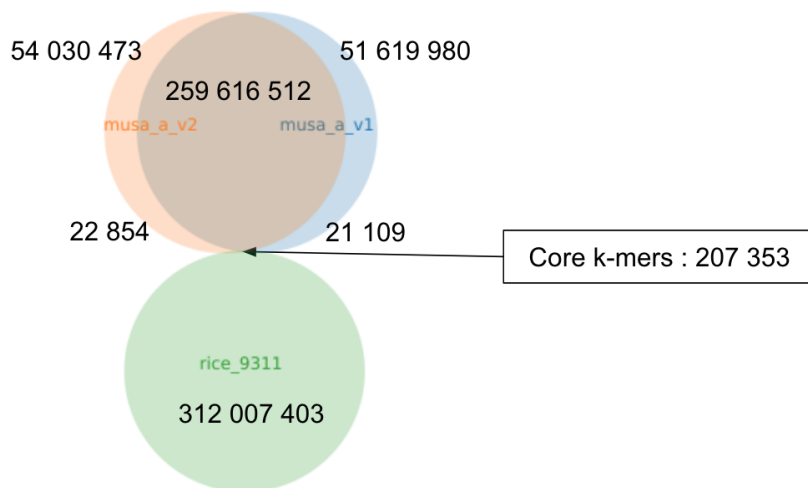 54 030 473
51 619 980
259 616 512
musa_a_v2
musa_a_v1
22 854
21 109
Core k-mers : 207 353
rice_9311
312 007 403